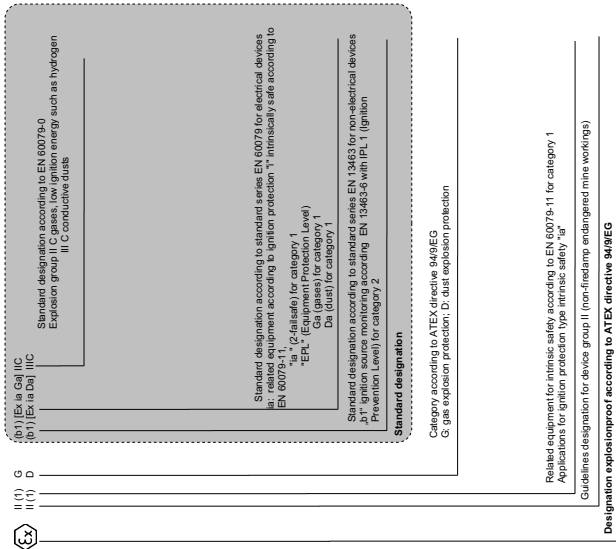 Ex II (1) G (b1) [Ex ia Ga] IIC
II (1) D (b1) [Ex ia Da] IIIC
Standard designation according to EN 60079-0
Explosion group II C gases, low ignition energy such as hydrogen
III C conductive dusts
Standard designation according to standard series EN 60079 for electrical devices
ia: related equipment according to ignition protection "i" intrinsically safe according to
EN 60079-11,
"ia " (2-failsafe) for category 1
"EPL" (Equipment Protection Level)
Ga (gases) for category 1
Da (dust) for category 1
Standard designation according to standard series EN 13463 for non-electrical devices
„b1" ignition source monitoring according EN 13463-6 with IPL 1 (Ignition
Prevention Level) for category 2
Standard designation
Category according to ATEX directive 94/9/EG
G: gas explosion protection; D: dust explosion protection
Related equipment for intrinsic safety according to EN 60079-11 for category 1
Applications for ignition protection type intrinsic safety "ia"
Guidelines designation for device group II (non-firedamp endangered mine workings)
Designation explosionproof according to ATEX directive 94/9/EG